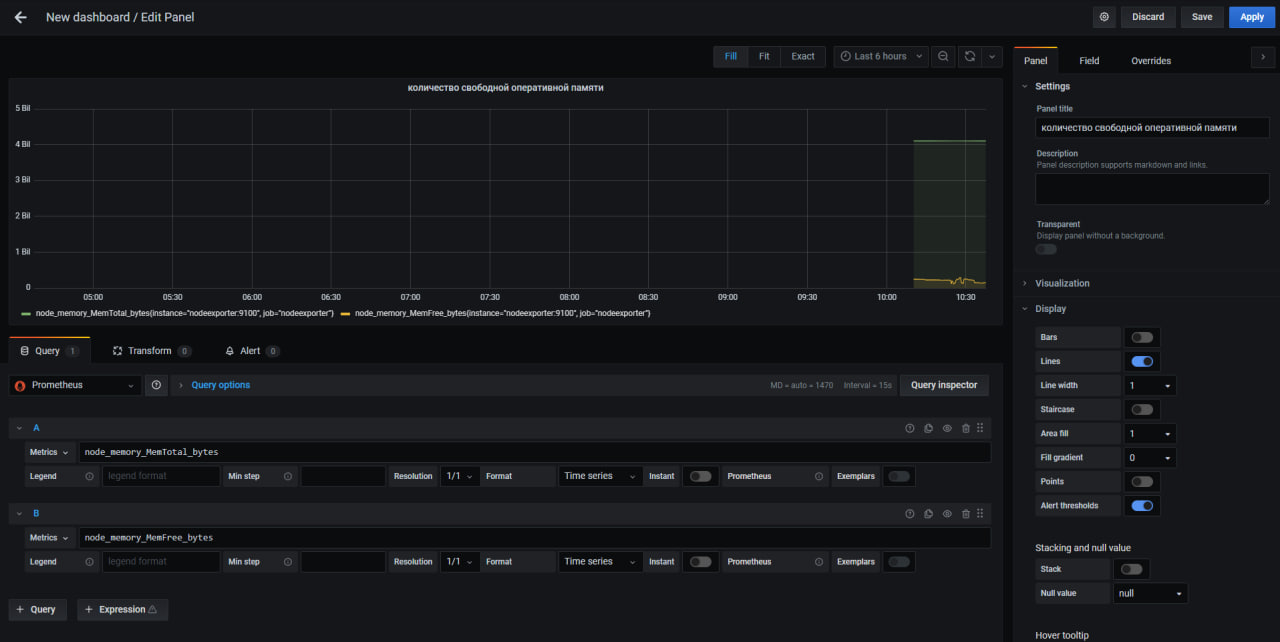 New dashboard / Edit Panel
Discard
Save
Apply
Fill
Fit
Exact
Last 6 hours
Panel
Field
Overrides
количество свободной оперативной памяти
5 Bil
4 Bil
3 Bil
2 Bil
1 Bil
0
05:00
05:30
06:00
06:30
07:00
07:30
08:00
08:30
09:00
09:30
10:00
10:30
node_memory_MemTotal_bytes{instance="nodeexporter:9100", job="nodeexporter"}
node_memory_MemFree_bytes{instance="nodeexporter:9100", job="nodeexporter"}
Query 1
Transform 0
Alert 0
Prometheus
Query options
MD = auto = 1470
Interval = 15s
Query inspector
A
Metrics
node_memory_MemTotal_bytes
Legend
legend format
Min step
Resolution
1/1
Format
Time series
Instant
Prometheus
Exemplars
B
Metrics
node_memory_MemFree_bytes
Legend
legend format
Min step
Resolution
1/1
Format
Time series
Instant
Prometheus
Exemplars
+ Query
+ Expression
Settings
Panel title
количество свободной оперативной памяти
Description
Panel description supports markdown and links.
Transparent
Display panel without a background.
Visualization
Display
Bars
Lines
Line width
1
Staircase
Area fill
1
Fill gradient
0
Points
Alert thresholds
Stacking and null value
Stack
Null value
null
Hover tooltip